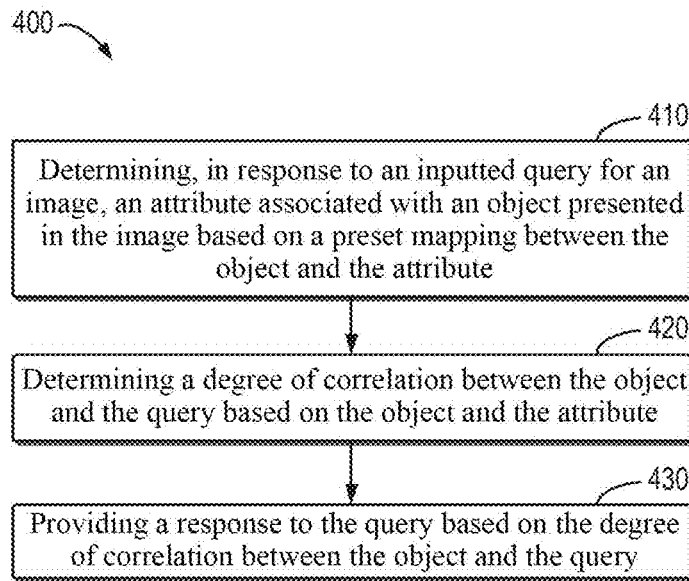 400
410
Determining, in response to an inputted query for an
image, an attribute associated with an object presented
in the image based on a preset mapping between the
object and the attribute
420
Determining a degree of correlation between the object
and the query based on the object and the attribute
430
Providing a response to the query based on the degree
of correlation between the object and the query